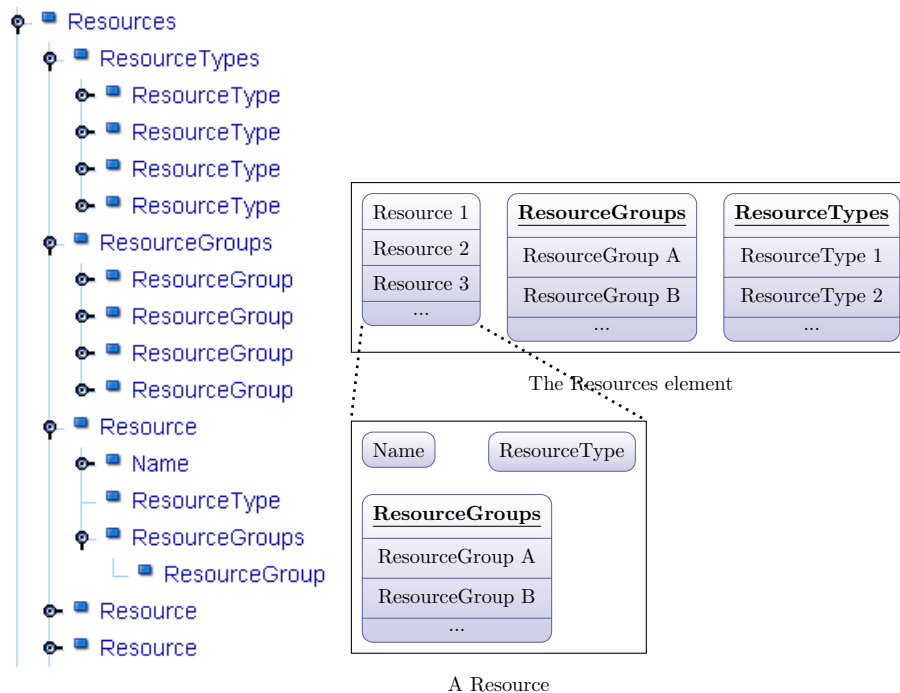 Resources
ResourceTypes
ResourceType
ResourceType
ResourceType
ResourceType
ResourceGroups
ResourceGroup
ResourceGroup
ResourceGroup
ResourceGroup
Resource
Name
ResourceType
ResourceGroups
ResourceGroup
Resource
Resource
Resource 1
Resource 2
Resource 3
...
ResourceGroups
ResourceGroup A
ResourceGroup B
...
ResourceTypes
ResourceType 1
ResourceType 2
...
The Resources element
Name
ResourceType
ResourceGroups
ResourceGroup A
ResourceGroup B
...
A Resource